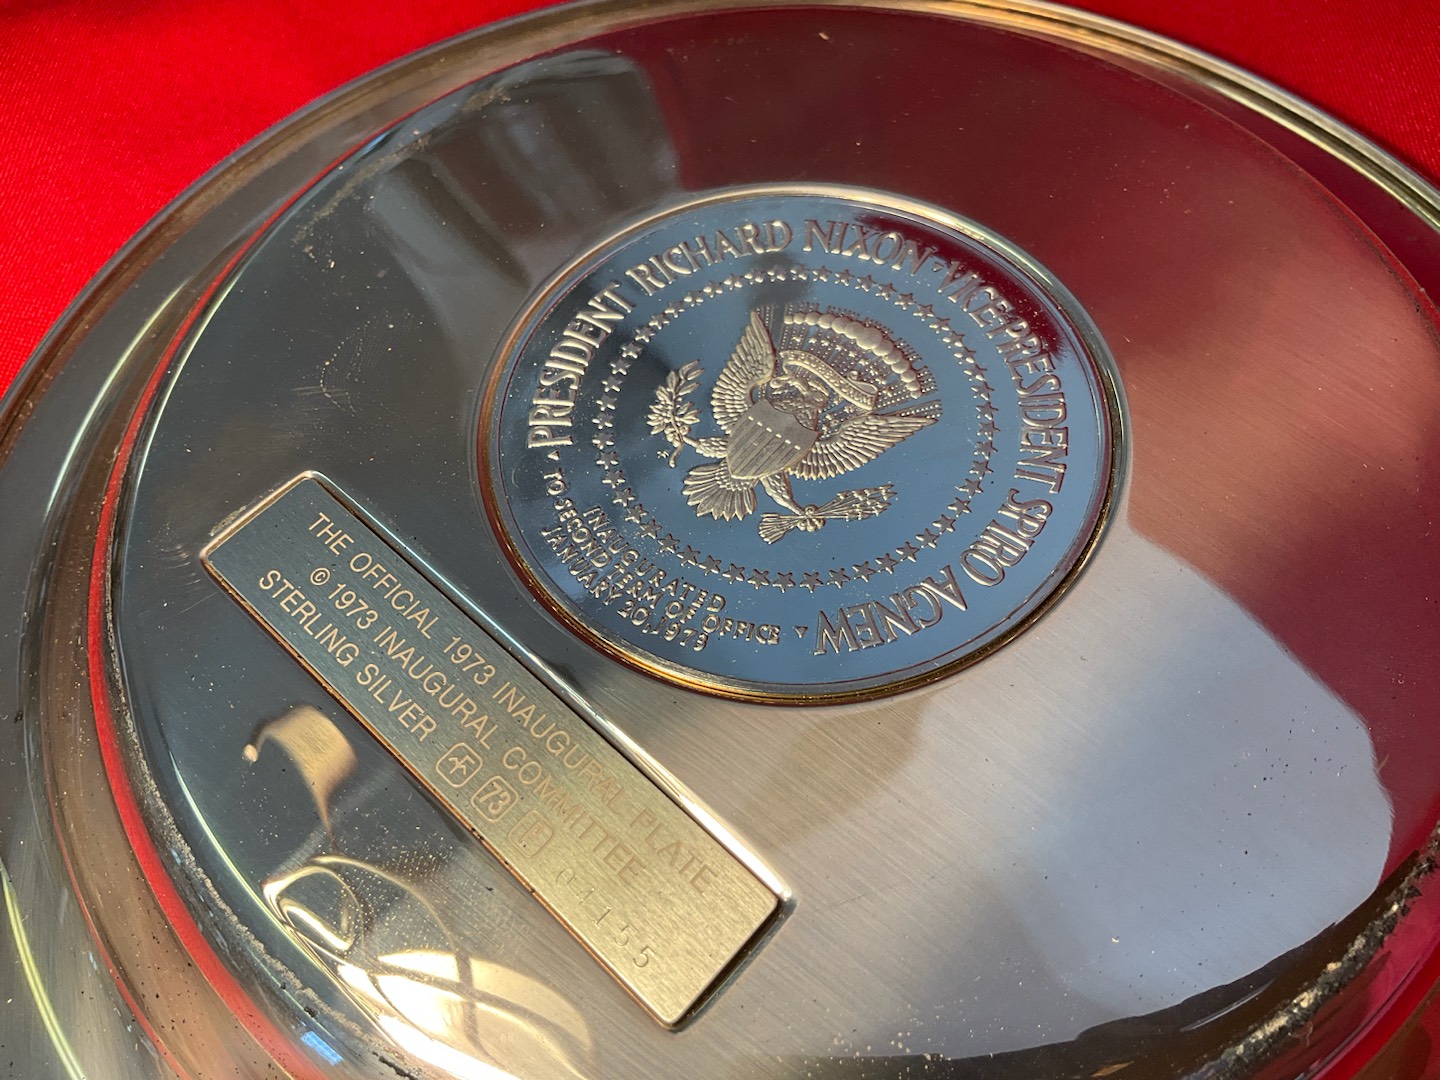 PRESIDENT RICHARD NIXON · VICE-PRESIDENT SPIRO AGNEW
INAUGURATED
TO SECOND TERM OF OFFICE
JANUARY 20, 1973
THE OFFICIAL 1973 INAUGURAL PLATE
© 1973 INAUGURAL COMMITTEE
STERLING SILVER 73 04155